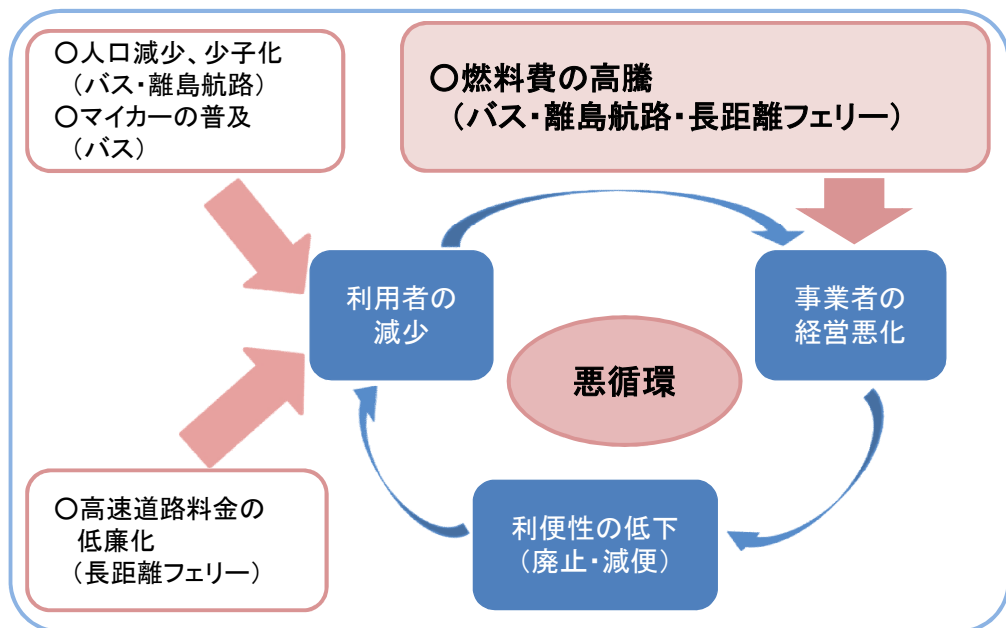 〇人口減少、少子化
（バス・離島航路）
〇マイカーの普及
（バス）
〇燃料費の高騰
（バス・離島航路・長距離フェリー）
利用者の
減少
事業者の
経営悪化
悪循環
利便性の低下
（廃止・減便）
〇高速道路料金の
低廉化
（長距離フェリー）